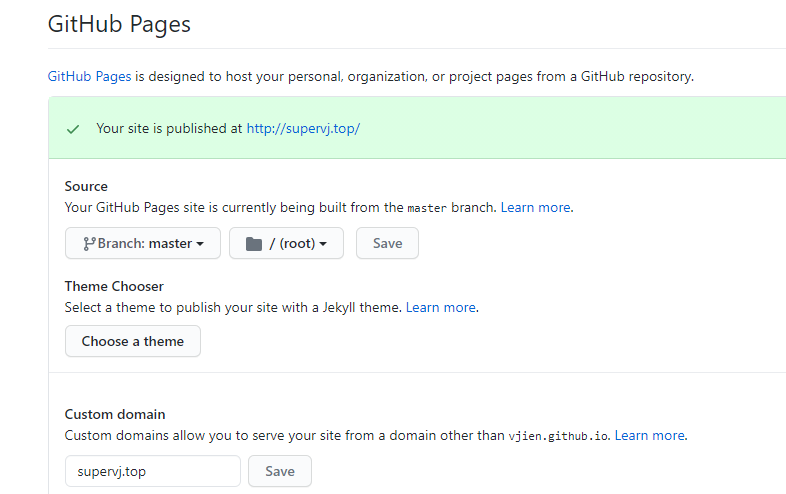 GitHub Pages
GitHub Pages is designed to host your personal, organization, or project pages from a GitHub repository.
Your site is published at http://supervj.top/
Source
Your GitHub Pages site is currently being built from the master branch. Learn more.
Branch: master / (root) Save
Theme Chooser
Select a theme to publish your site with a Jekyll theme. Learn more.
Choose a theme
Custom domain
Custom domains allow you to serve your site from a domain other than vjien.github.io. Learn more.
supervj.top Save